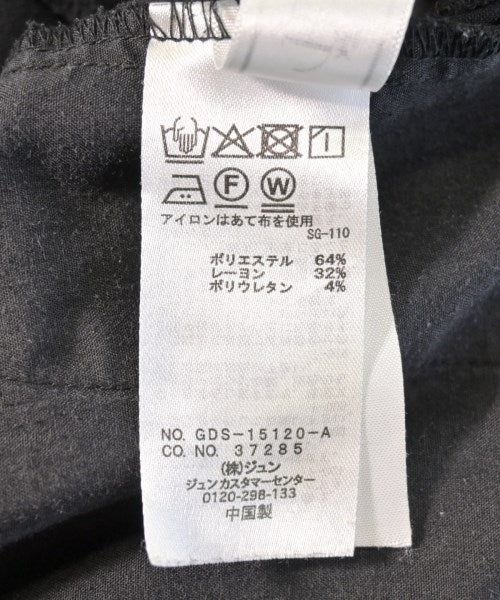 F W
アイロンはあて布を使用
SG-110
ポリエステル 64%
レーヨン 32%
ポリウレタン 4%
NO. GDS-15120-A
CO. NO. 37285
(株)ジュン
ジュンカスタマーセンター
0120-298-133
中国製